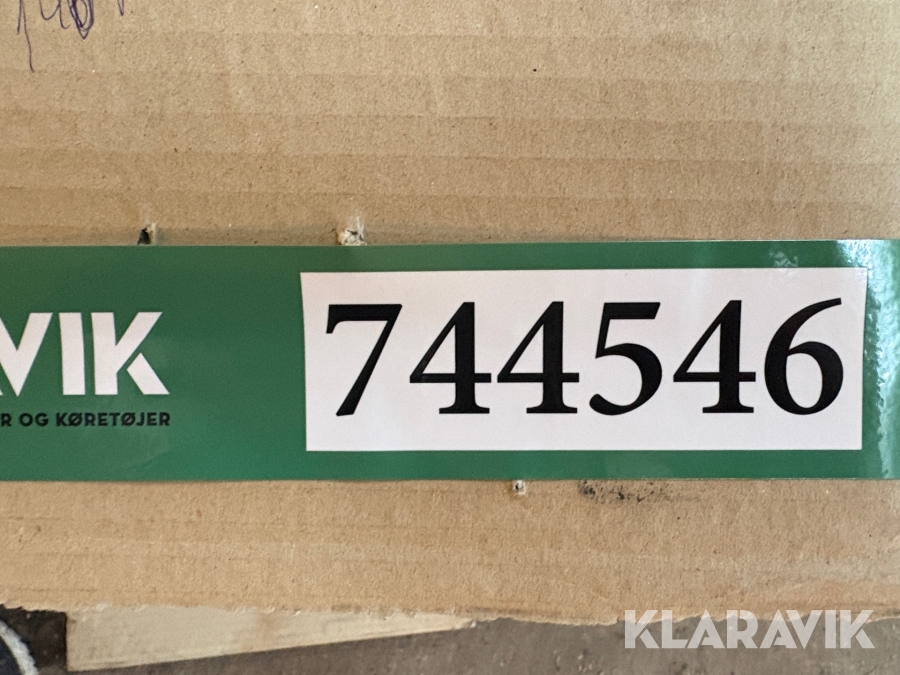 VIK
R OG KØRETØJER
744546
KLARAVIK